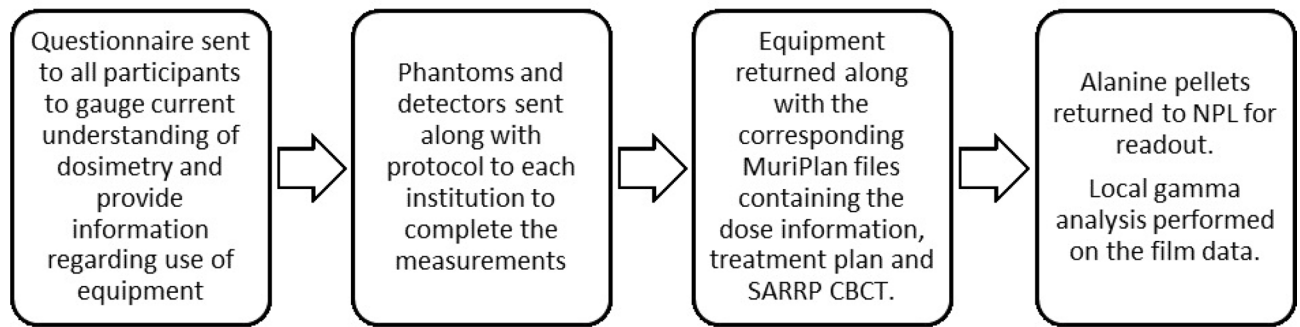 Questionnaire sent
to all participants
to gauge current
understanding of
dosimetry and
provide
information
regarding use of
equipment
Phantoms and
detectors sent
along with
protocol to each
institution to
complete the
measurements
Equipment
returned along
with the
corresponding
MuriPlan files
containing the
dose information,
treatment plan and
SARRP CBCT.
Alanine pellets
returned to NPL for
readout.
Local gamma
analysis performed
on the film data.